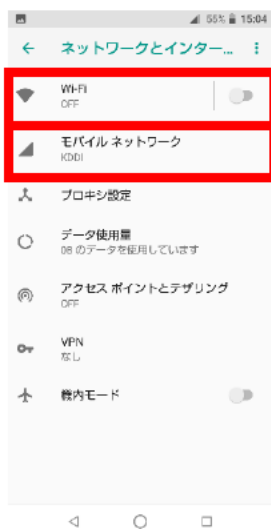 55% 15:04
ネットワークとインター...
Wi-Fi
OFF
モバイル ネットワーク
KDDI
プロキシ設定
データ使用量
0B のデータを使用しています
アクセス ポイントとテザリング
OFF
VPN
なし
機内モード